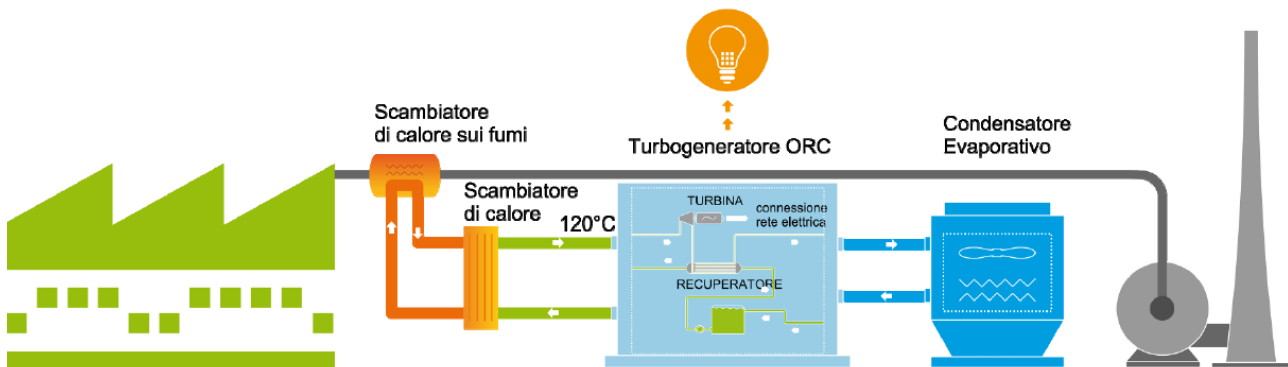 Scambiatore
di calore sui fumi
Scambiatore
di calore
120°C
Turbogeneratore ORC
TURBINA
connessione
rete elettrica
RECUPERATORE
Condensatore
Evaporativo